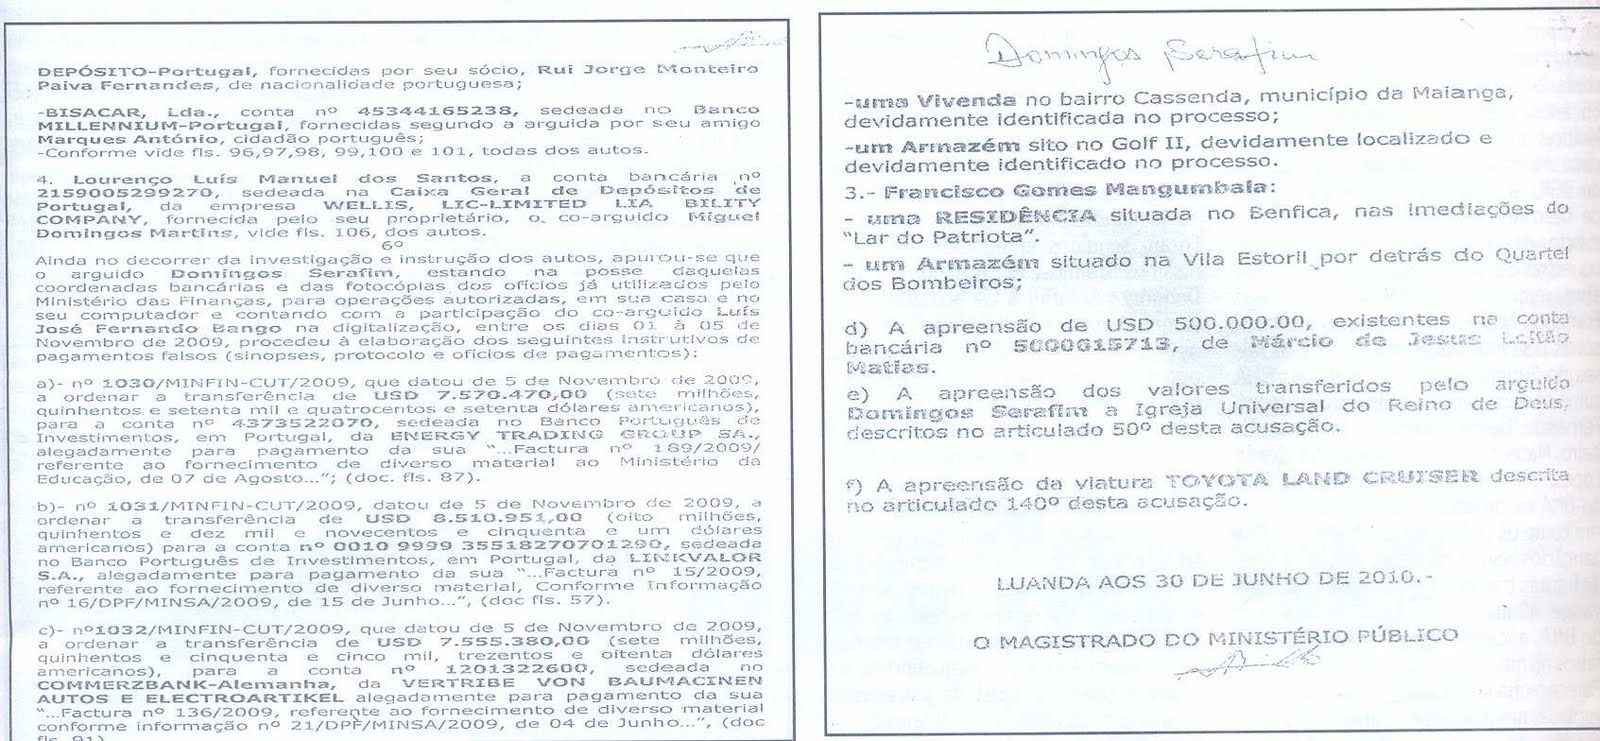 DEPÓSITO-Portugal, fornecidas por seu sócio, Rui Jorge Monteiro
Paiva Fernandes, de nacionalidade portuguesa;
-BISACAR, Lda., conta nº 45344165238, sedeada no Banco
MILLENNIUM-Portugal, fornecidas segundo a arguida por seu amigo
Marques António, cidadão português;
-Conforme vide fls. 96,97,98, 99,100 e 101, todas dos autos.
4. Lourenço Luís Manuel dos Santos, a conta bancária nº
2159005299270, sedeada na Caixa Geral de Depósitos de
Portugal, da empresa WELLIS, LIC-LIMITED LIA BILITY
COMPANY, fornecida pelo seu proprietário, o co-arguido Miguel
Domingos Martins, vide fls. 106, dos autos.
6º
Ainda no decorrer da investigação e instrução dos autos, apurou-se que
o arguido Domingos Serafim, estando na posse daquelas
coordenadas bancárias e das fotocópias dos ofícios já utilizados pelo
Ministério das Finanças, para operações autorizadas, em sua casa e no
seu computador e contando com a participação do co-arguido Luís
José Fernando Bango na digitalização, entre os dias 01 à 05 de
Novembro de 2009, procedeu à elaboração dos seguintes instrutivos de
pagamentos falsos (sinopses, protocolo e ofícios de pagamentos):
a)- nº 1030/MINFIN-CUT/2009, que datou de 5 de Novembro de 2009,
a ordenar a transferência de USD 7.570.470,00 (sete milhões,
quinhentos e setenta mil e quatrocentos e setenta dólares americanos),
para a conta nº 4373522070, sedeada no Banco Português de
Investimentos, em Portugal, da ENERGY TRADING GROUP SA.,
alegadamente para pagamento da sua "...Factura nº 189/2009/
referente ao fornecimento de diverso material ao Ministério da
Educação, de 07 de Agosto..."; (doc. fls. 87).
b)- nº 1031/MINFIN-CUT/2009, datou de 5 de Novembro de 2009, a
ordenar a transferência de USD 8.510.951,00 (oito milhões,
quinhentos e dez mil e novecentos e cinquenta e um dólares
americanos) para a conta nº 0010 9999 35518270701290, sedeada
no Banco Português de Investimentos, em Portugal, da LINKVALOR
S.A., alegadamente para pagamento da sua "...Factura nº 15/2009,
referente ao fornecimento de diverso material, Conforme Informação
nº 16/DPF/MINSA/2009, de 15 de Junho...", (doc fls. 57).
c)- nº1032/MINFIN-CUT/2009, que datou de 5 de Novembro de 2009,
a ordenar a transferência de USD 7.555.380,00 (sete milhões,
quinhentos e cinquenta e cinco mil, trezentos e oitenta dólares
americanos), para a conta nº 1201322600, sedeada no
COMMERZBANK-Alemanha, da VERTRIBE VON BAUMACINEN
AUTOS E ELECTROARTIKEL alegadamente para pagamento da sua
"...Factura nº 136/2009, referente ao fornecimento de diverso material
conforme informação nº 21/DPF/MINSA/2009, de 04 de Junho...", (doc
fls. 91)
Domingos Serafim
-uma Vivenda no bairro Cassenda, município da Maianga,
devidamente identificada no processo;
-um Armazém sito no Golf II, devidamente localizado e
devidamente identificado no processo.
3.- Francisco Gomes Mangumbala:
- uma RESIDÊNCIA situada no Benfica, nas imediações do
"Lar do Patriota".
- um Armazém situado na Vila Estoril por detrás do Quartel
dos Bombeiros;
d) A apreensão de USD 500.000.00, existentes na conta
bancária nº 5000615713, de Márcio de Jesus Leitão
Matias.
e) A apreensão dos valores transferidos pelo arguido
Domingos Serafim a Igreja Universal do Reino de Deus,
descritos no articulado 50º desta acusação.
f) A apreensão da viatura TOYOTA LAND CRUISER descrita
no articulado 140º desta acusação.
LUANDA AOS 30 DE JUNHO DE 2010.-
O MAGISTRADO DO MINISTÉRIO PÚBLICO